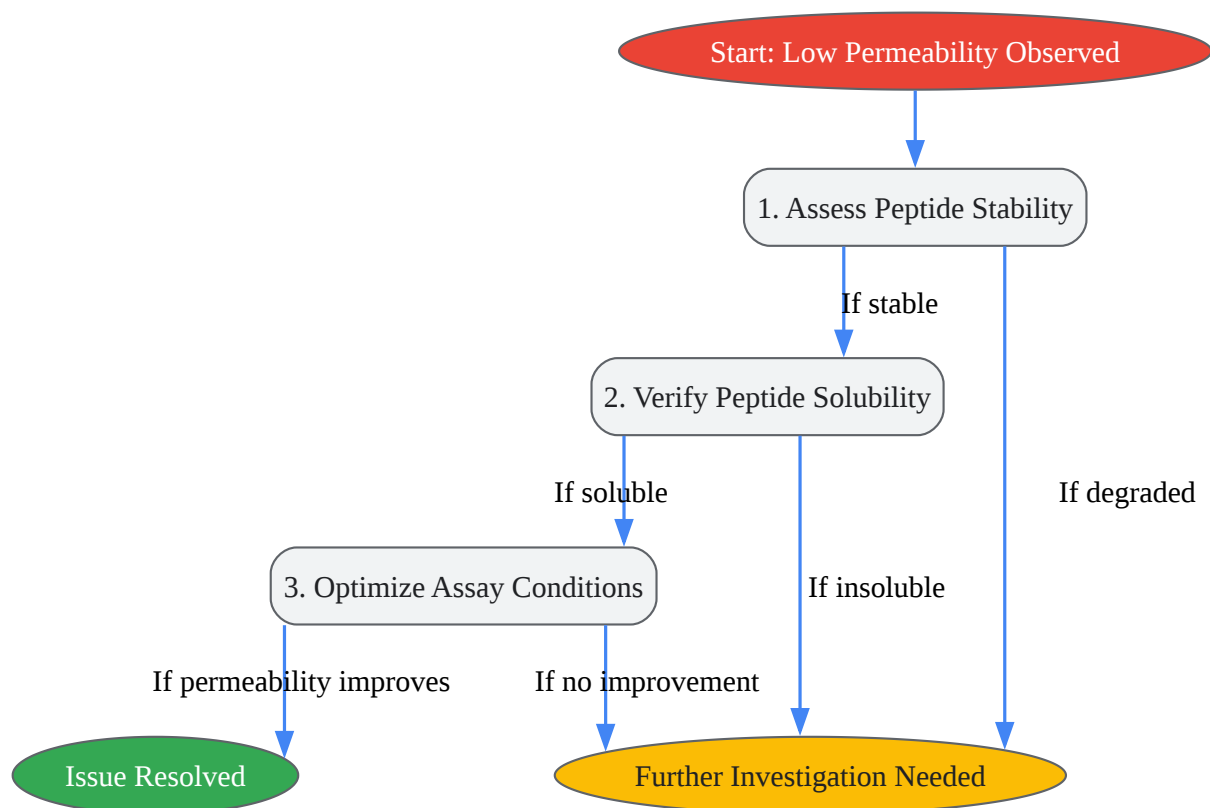 Start: Low Permeability Observed
1. Assess Peptide Stability
If stable
2. Verify Peptide Solubility
If soluble
If degraded
3. Optimize Assay Conditions
If insoluble
If permeability improves
If no improvement
Issue Resolved
Further Investigation Needed